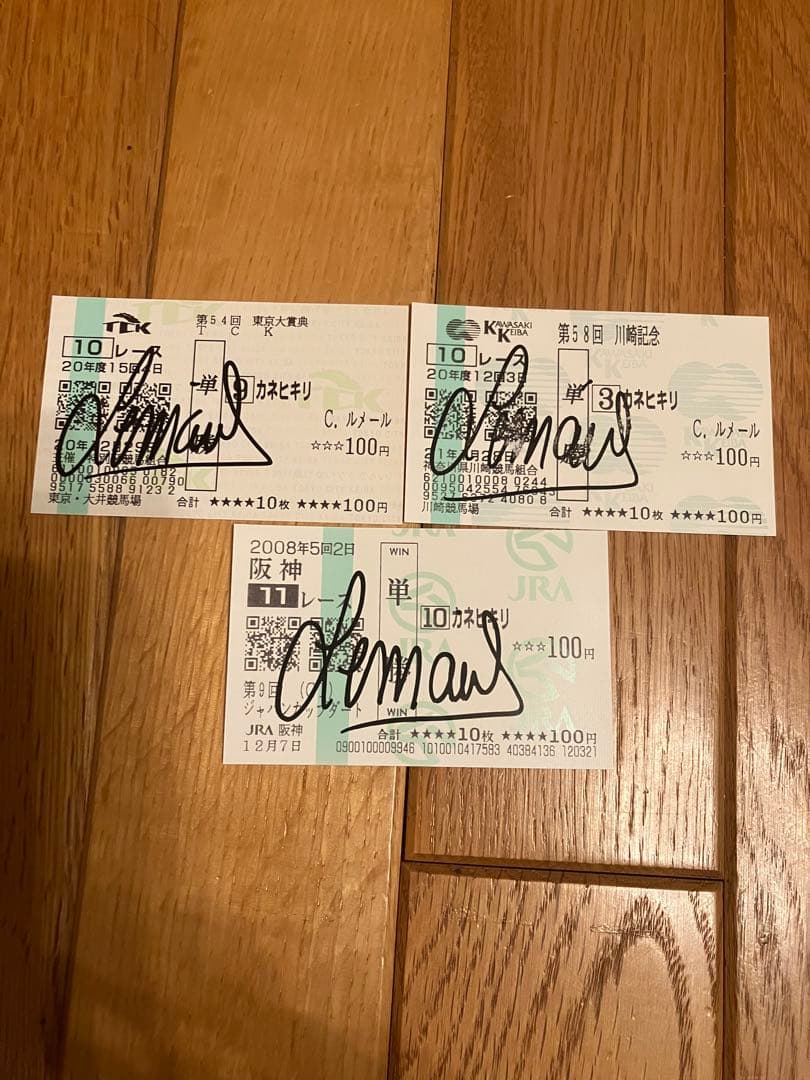 TCK
第54回 東京大賞典
T C K
10 レース
20年度15回4日
単
9 カネヒキリ
C. ルメール
☆☆☆100円
Lemaire
東京・大井競馬場
合計 ★★★★10枚 ★★★★100円
KAWASAKI KEIBA
第58回 川崎記念
10 レース
20年度12回3日
単
3 カネヒキリ
C. ルメール
☆☆☆100円
Lemaire
川崎競馬場
合計 ★★★★10枚 ★★★★100円
2008年5回2日
阪神
11 レース
WIN
単
10 カネヒキリ
☆☆☆100円
JRA
Lemaire
第9回
ジャパンカップダート
WIN
JRA 阪神
12月7日
合計 ★★★★10枚 ★★★★100円
0900100009946 1010010417583 40384136 120321